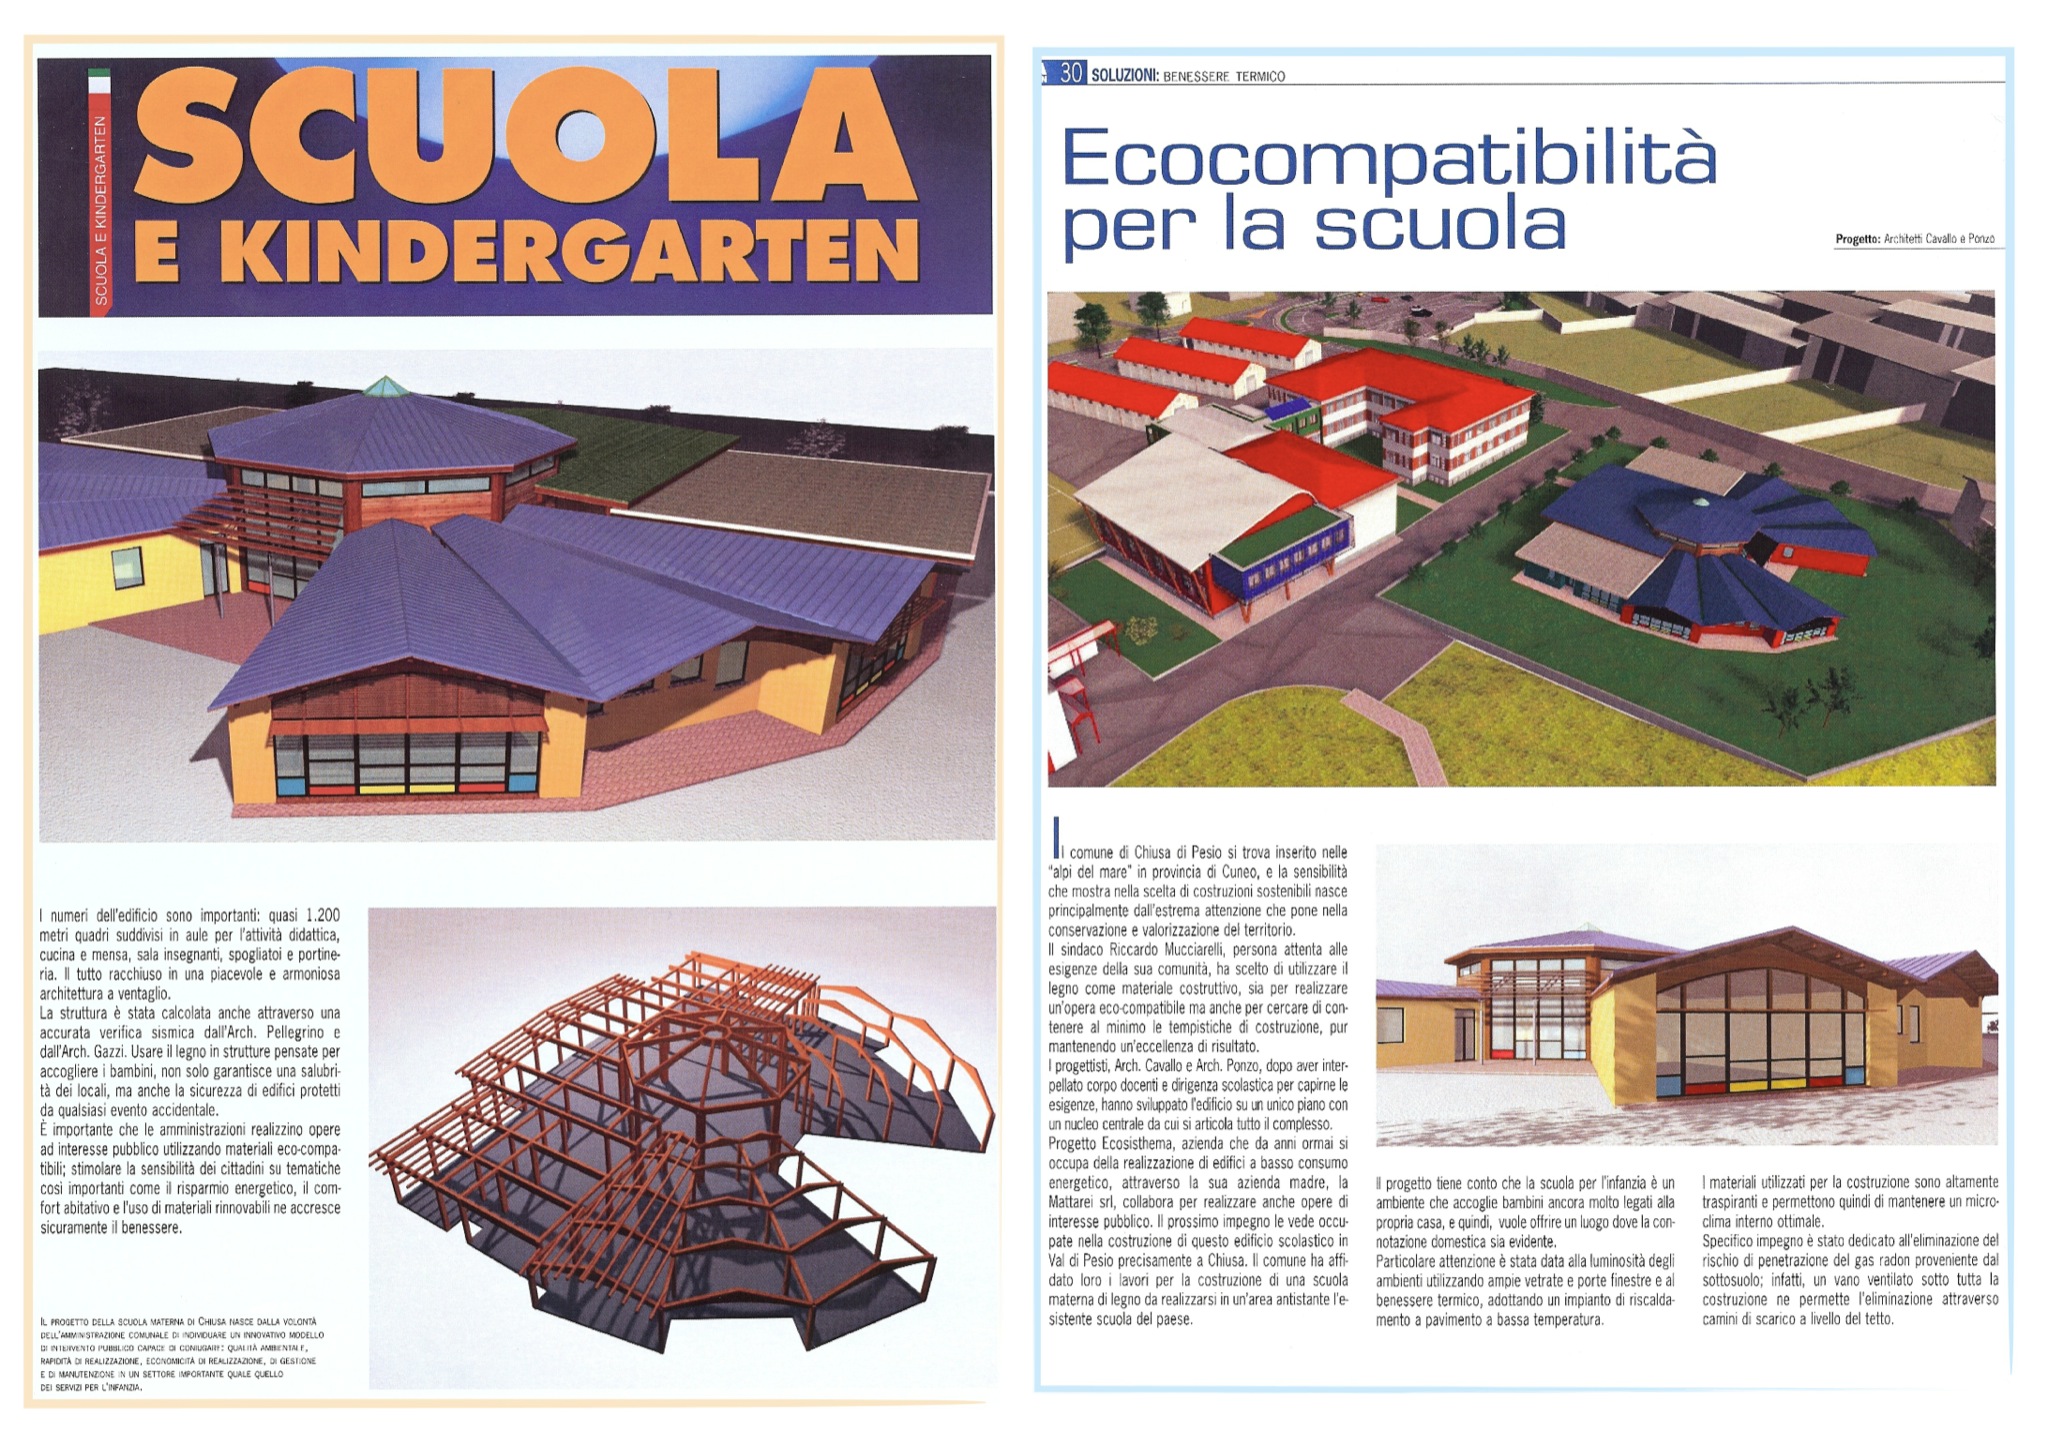 SCUOLA E KINDERGARTEN
SCUOLA
E KINDERGARTEN
I numeri dell'edificio sono importanti: quasi 1.200
metri quadri suddivisi in aule per l'attività didattica,
cucina e mensa, sala insegnanti, spogliatoi e portine-
ria. Il tutto racchiuso in una piacevole e armoniosa
architettura a ventaglio.
La struttura è stata calcolata anche attraverso una
accurata verifica sismica dall'Arch. Pellegrino e
dall'Arch. Gazzi. Usare il legno in strutture pensate per
accogliere i bambini, non solo garantisce una salubri-
tà dei locali, ma anche la sicurezza di edifici protetti
da qualsiasi evento accidentale.
È importante che le amministrazioni realizzino opere
ad interesse pubblico utilizzando materiali eco-compa-
tibili; stimolare la sensibilità dei cittadini su tematiche
così importanti come il risparmio energetico, il com-
fort abitativo e l'uso di materiali rinnovabili ne accresce
sicuramente il benessere.
IL PROGETTO DELLA SCUOLA MATERNA DI CHIUSA NASCE DALLA VOLONTÀ
DELL'AMMINISTRAZIONE COMUNALE DI INDIVIDUARE UN INNOVATIVO MODELLO
DI INTERVENTO PUBBLICO CAPACE DI CONIUGARE: QUALITÀ AMBIENTALE,
RAPIDITÀ DI REALIZZAZIONE, ECONOMICITÀ DI REALIZZAZIONE, DI GESTIONE
E DI MANUTENZIONE IN UN SETTORE IMPORTANTE QUALE QUELLO
DEI SERVIZI PER L'INFANZIA.
30 SOLUZIONI: BENESSERE TERMICO
Ecocompatibilità
per la scuola
Progetto: Architetti Cavallo e Ponzo
Il comune di Chiusa di Pesio si trova inserito nelle
"alpi del mare" in provincia di Cuneo, e la sensibilità
che mostra nella scelta di costruzioni sostenibili nasce
principalmente dall'estrema attenzione che pone nella
conservazione e valorizzazione del territorio.
Il sindaco Riccardo Mucciarelli, persona attenta alle
esigenze della sua comunità, ha scelto di utilizzare il
legno come materiale costruttivo, sia per realizzare
un'opera eco-compatibile ma anche per cercare di con-
tenere al minimo le tempistiche di costruzione, pur
mantenendo un'eccellenza di risultato.
I progettisti, Arch. Cavallo e Arch. Ponzo, dopo aver inter-
pellato corpo docenti e dirigenza scolastica per capirne le
esigenze, hanno sviluppato l'edificio su un unico piano con
un nucleo centrale da cui si articola tutto il complesso.
Progetto Ecosisthema, azienda che da anni ormai si
occupa della realizzazione di edifici a basso consumo
energetico, attraverso la sua azienda madre, la
Mattarei srl, collabora per realizzare anche opere di
interesse pubblico. Il prossimo impegno le vede occu-
pate nella costruzione di questo edificio scolastico in
Val di Pesio precisamente a Chiusa. Il comune ha affi-
dato loro i lavori per la costruzione di una scuola
materna di legno da realizzarsi in un'area antistante l'e-
sistente scuola del paese.
Il progetto tiene conto che la scuola per l'infanzia è un
ambiente che accoglie bambini ancora molto legati alla
propria casa, e quindi, vuole offrire un luogo dove la con-
notazione domestica sia evidente.
Particolare attenzione è stata data alla luminosità degli
ambienti utilizzando ampie vetrate e porte finestre e al
benessere termico, adottando un impianto di riscalda-
mento a pavimento a bassa temperatura.
I materiali utilizzati per la costruzione sono altamente
traspiranti e permettono quindi di mantenere un micro-
clima interno ottimale.
Specifico impegno è stato dedicato all'eliminazione del
rischio di penetrazione del gas radon proveniente dal
sottosuolo; infatti, un vano ventilato sotto tutta la
costruzione ne permette l'eliminazione attraverso
camini di scarico a livello del tetto.